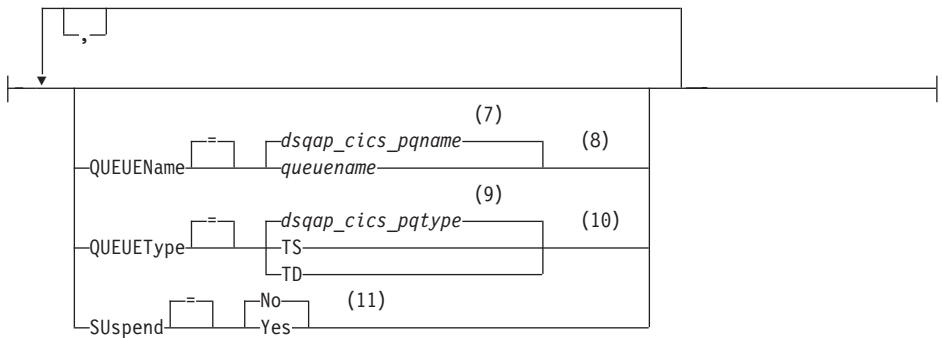 ,
(7)
= dsqap_cics_pqname (8)
QUEUEName queuename
(9)
= dsqap_cics_pqtype (10)
QUEUEType TS
TD
= No (11)
SUspend Yes